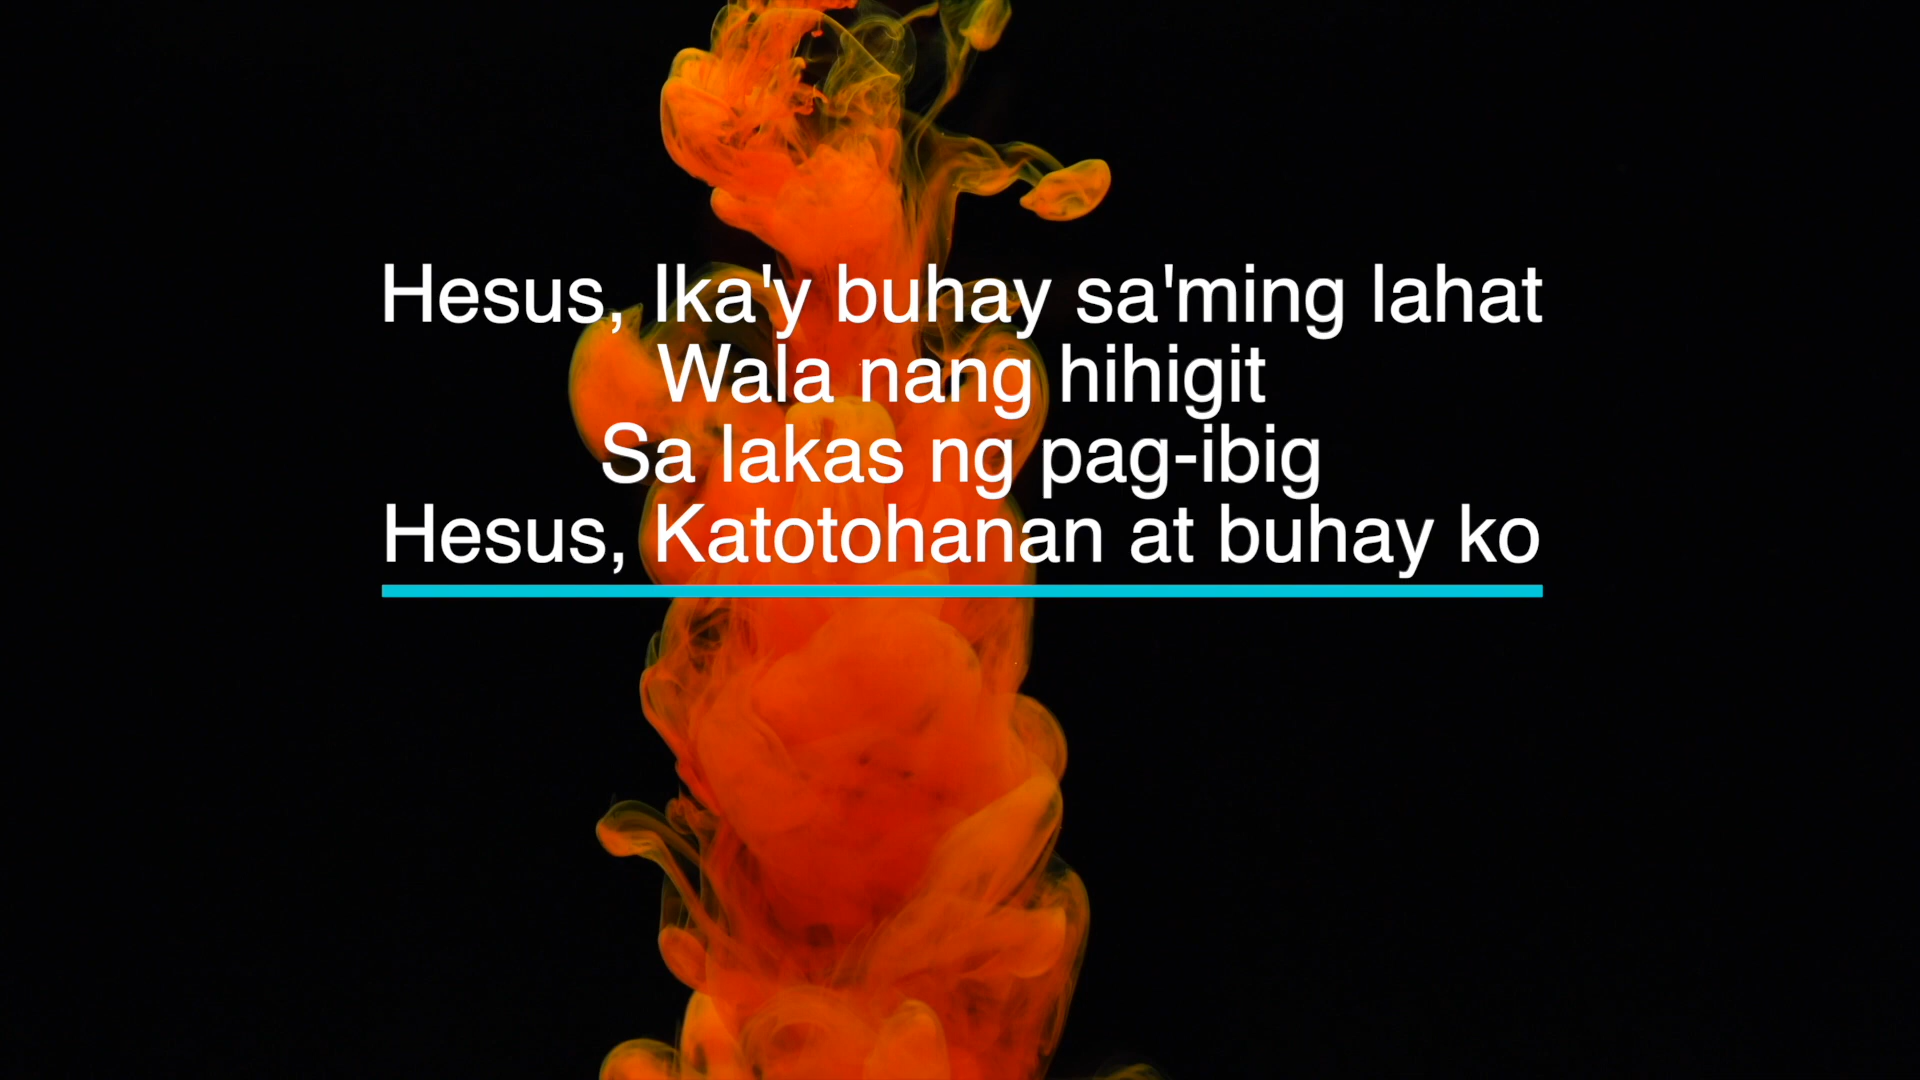 Hesus, Ika'y buhay sa'ming lahat
Wala nang hihigit
Sa lakas ng pag-ibig
Hesus, Katotohanan at buhay ko